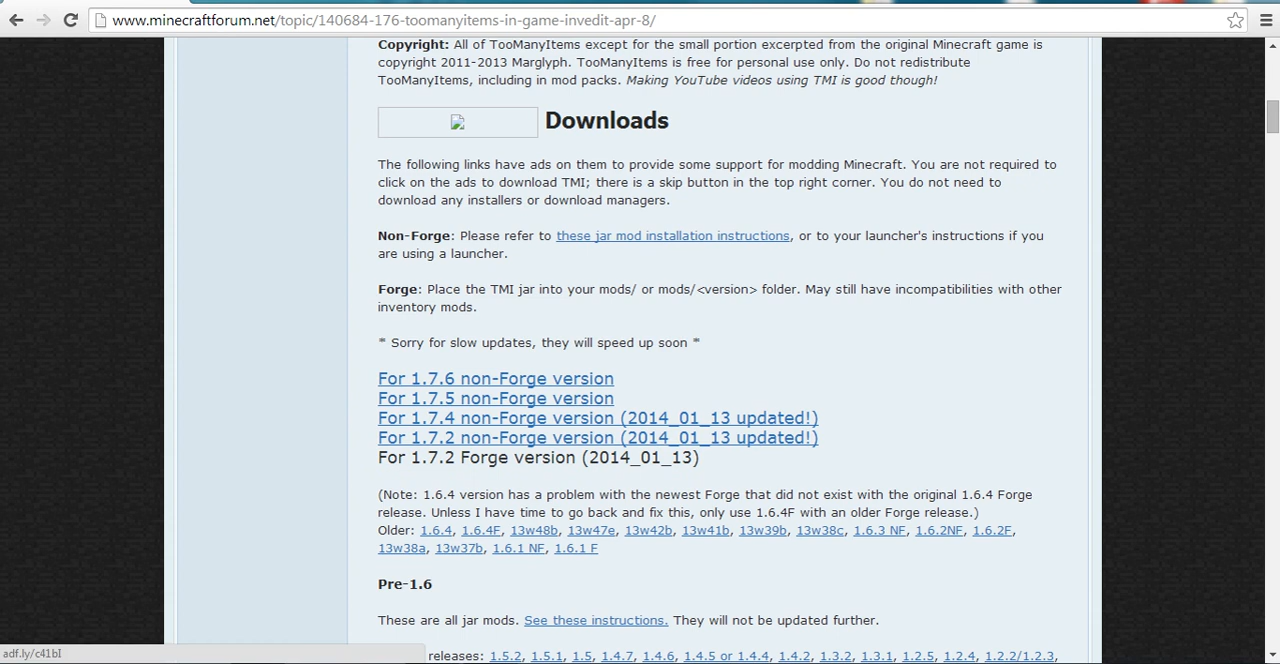 www.minecraftforum.net/topic/140684-176-toomanyitems-in-game-invedit-apr-8/
Copyright: All of TooManyItems except for the small portion excerpted from the original Minecraft game is
copyright 2011-2013 Marglyph. TooManyItems is free for personal use only. Do not redistribute
TooManyItems, including in mod packs. Making YouTube videos using TMI is good though!
Downloads
The following links have ads on them to provide some support for modding Minecraft. You are not required to
click on the ads to download TMI; there is a skip button in the top right corner. You do not need to
download any installers or download managers.
Non-Forge: Please refer to these jar mod installation instructions, or to your launcher's instructions if you
are using a launcher.
Forge: Place the TMI jar into your mods/ or mods/<version> folder. May still have incompatibilities with other
inventory mods.
* Sorry for slow updates, they will speed up soon *
For 1.7.6 non-Forge version
For 1.7.5 non-Forge version
For 1.7.4 non-Forge version (2014_01_13 updated!)
For 1.7.2 non-Forge version (2014_01_13 updated!)
For 1.7.2 Forge version (2014_01_13)
(Note: 1.6.4 version has a problem with the newest Forge that did not exist with the original 1.6.4 Forge
release. Unless I have time to go back and fix this, only use 1.6.4F with an older Forge release.)
Older: 1.6.4, 1.6.4F, 13w48b, 13w47e, 13w42b, 13w41b, 13w39b, 13w38c, 1.6.3 NF, 1.6.2NF, 1.6.2F,
13w38a, 13w37b, 1.6.1 NF, 1.6.1 F
Pre-1.6
These are all jar mods. See these instructions. They will not be updated further.
releases: 1.5.2, 1.5.1, 1.5, 1.4.7, 1.4.6, 1.4.5 or 1.4.4, 1.4.2, 1.3.2, 1.3.1, 1.2.5, 1.2.4, 1.2.2/1.2.3,
adf.ly/c41bI